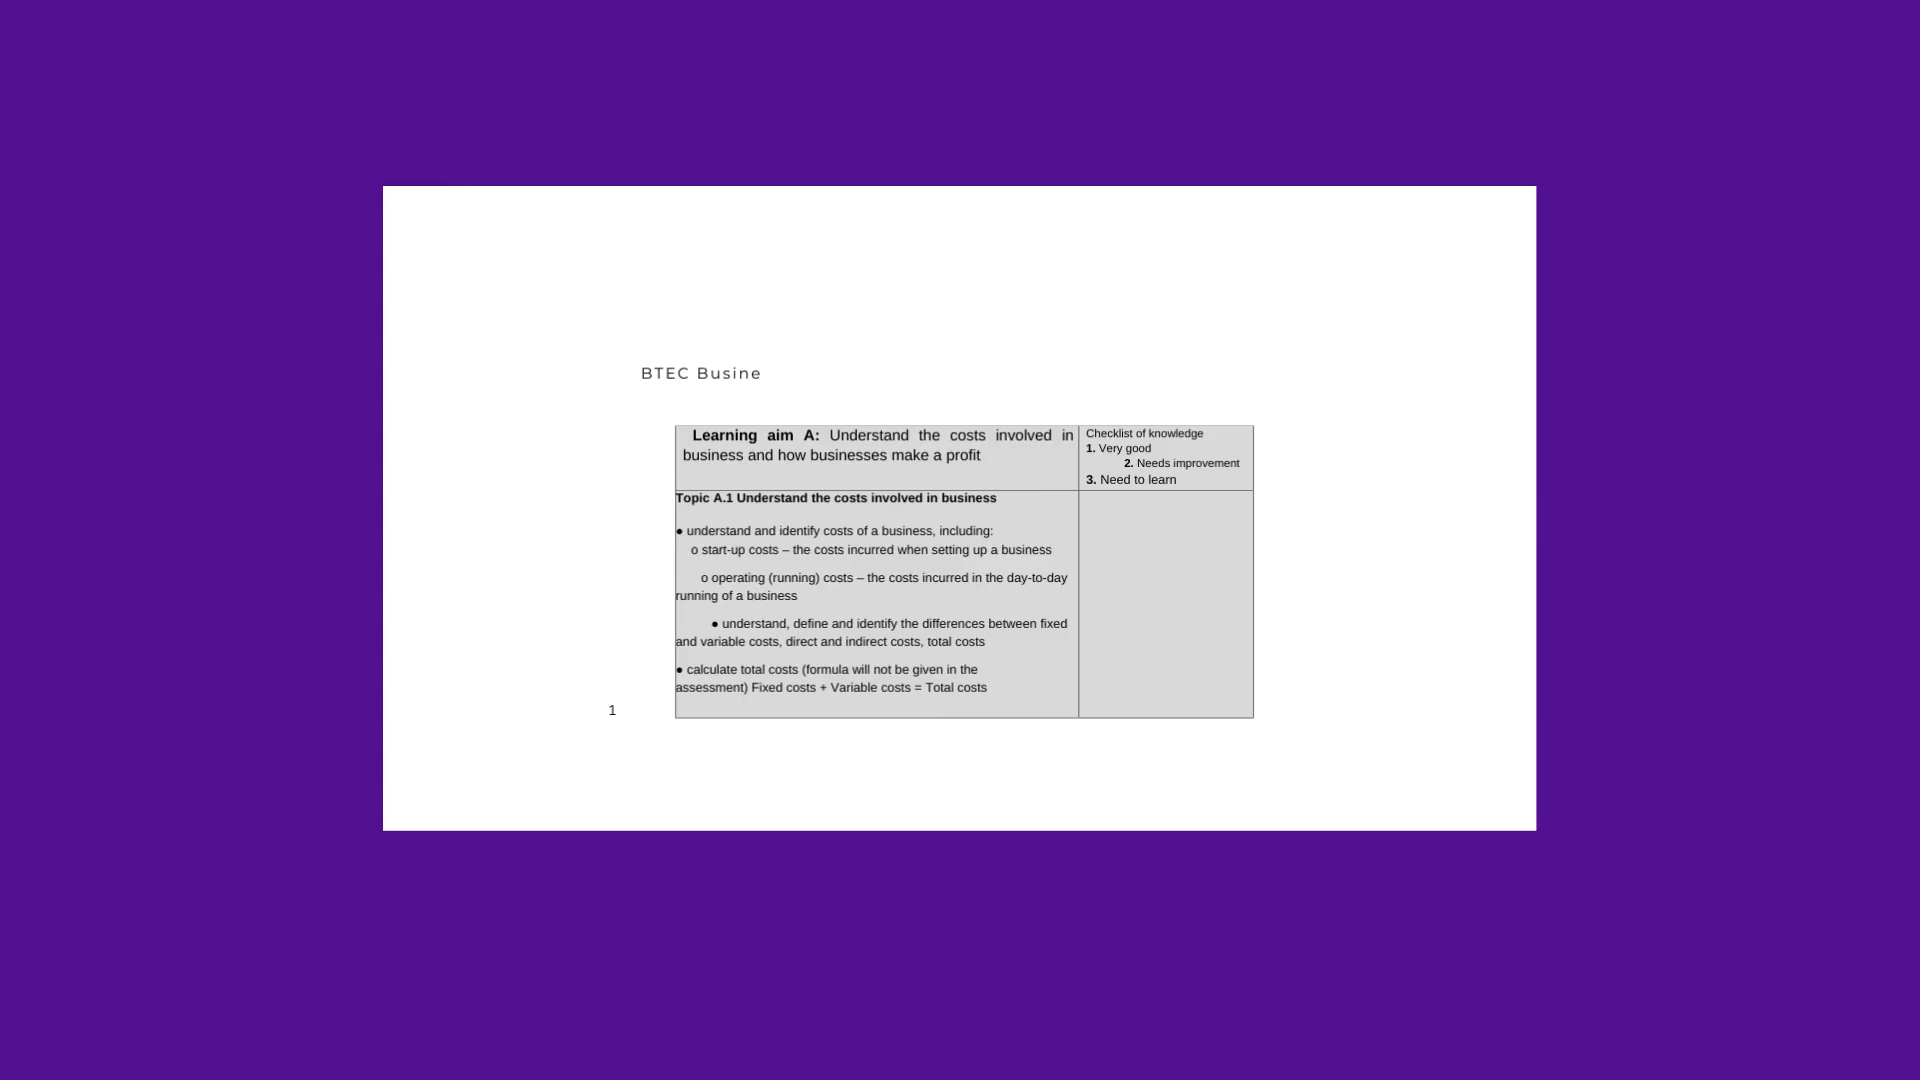 BTEC Busine
Learning aim A: Understand the costs involved in
business and how businesses make a profit
Checklist of knowledge
1. Very good
2. Needs improvement
3. Need to learn
Topic A.1 Understand the costs involved in business
● understand and identify costs of a business, including:
o start-up costs – the costs incurred when setting up a business
o operating (running) costs – the costs incurred in the day-to-day
running of a business
● understand, define and identify the differences between fixed
and variable costs, direct and indirect costs, total costs
● calculate total costs (formula will not be given in the
assessment) Fixed costs + Variable costs = Total costs
1